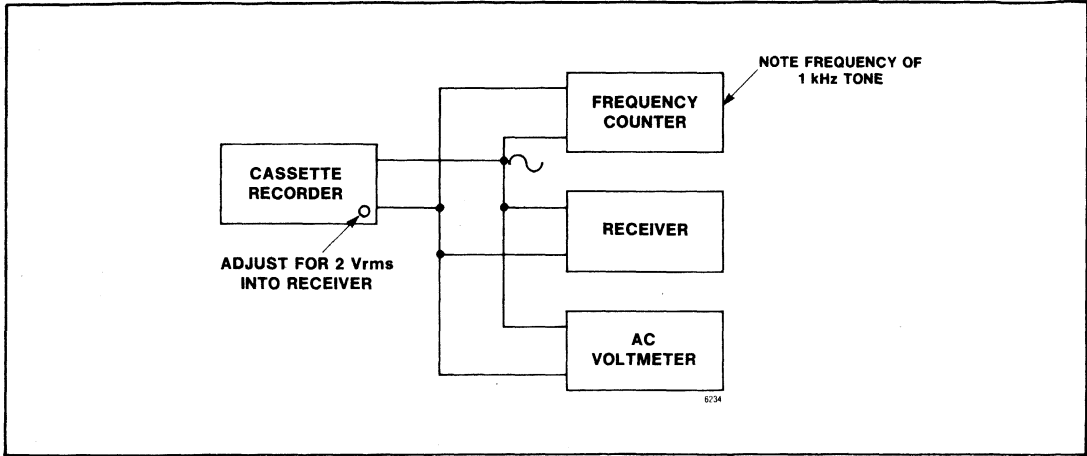 NOTE FREQUENCY OF
1 kHz TONE
FREQUENCY
COUNTER
CASSETTE
RECORDER
RECEIVER
ADJUST FOR 2 Vrms
INTO RECEIVER
AC
VOLTMETER
6234